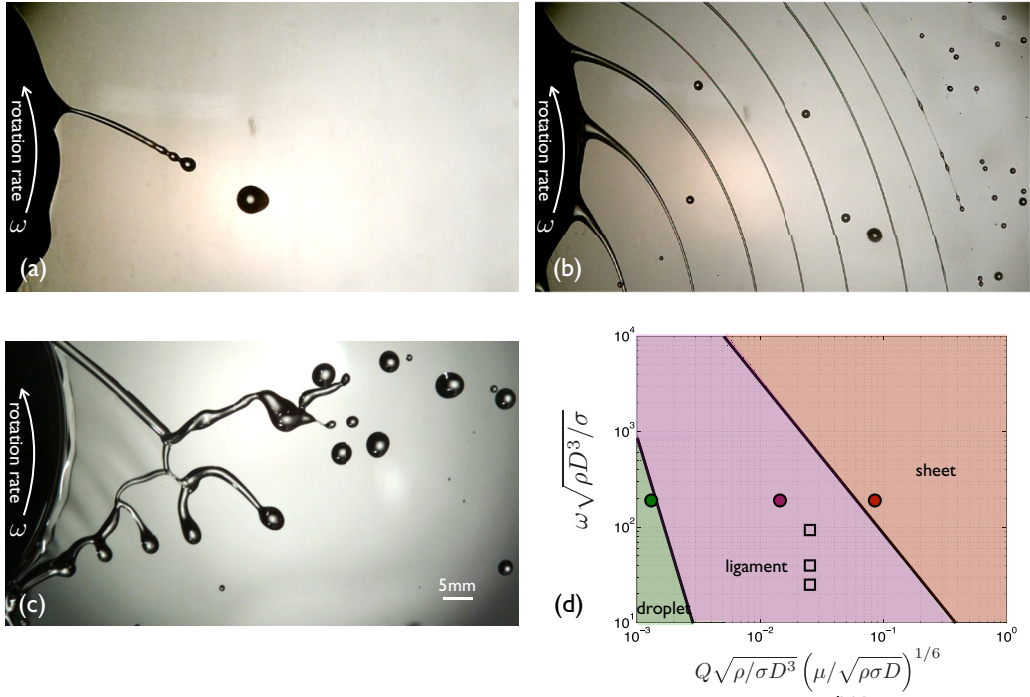 rotation rate ω
(a)
rotation rate ω
(b)
rotation rate ω
(c)
5mm
ω√ρD³/σ
10⁴
10³
10²
10¹
sheet
ligament
droplet
(d)
10⁻³
10⁻²
10⁻¹
10⁰
Q√ρ/σD³ (μ/√ρσD)^1/6